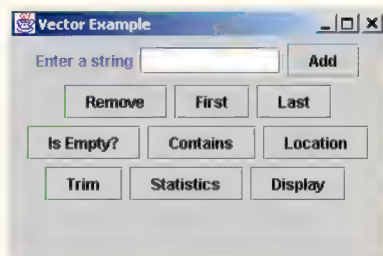 Vector Example
Enter a string Add
Remove First Last
Is Empty? Contains Location
Trim Statistics Display